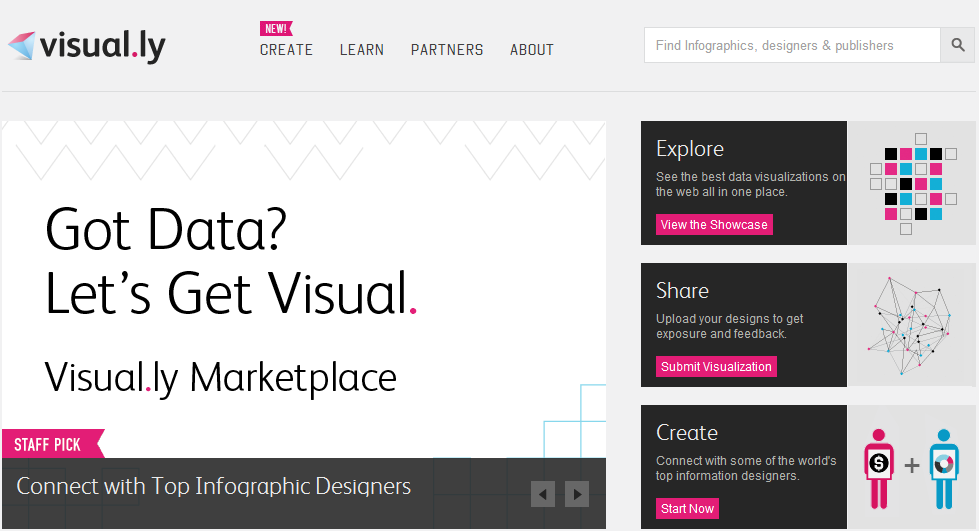 visual.ly
NEW!
CREATE LEARN PARTNERS ABOUT
Find Infographics, designers & publishers
Got Data?
Let's Get Visual.
Visual.ly Marketplace
STAFF PICK
Connect with Top Infographic Designers
Explore
See the best data visualizations on
the web all in one place.
View the Showcase
Share
Upload your designs to get
exposure and feedback.
Submit Visualization
Create
Connect with some of the world's
top information designers.
Start Now
$
+